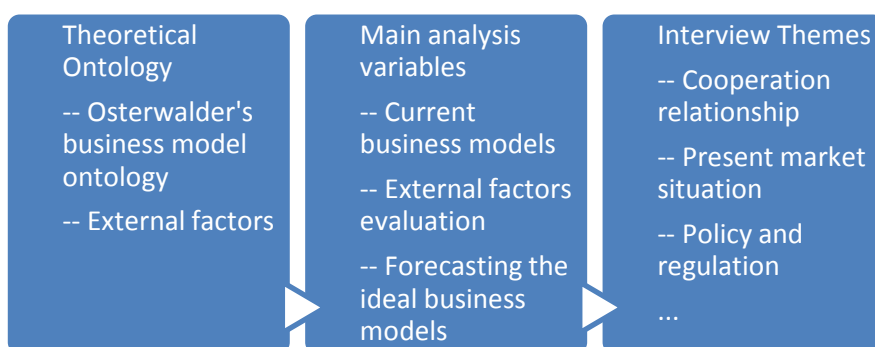 Theoretical
Ontology
-- Osterwalder's
business model
ontology
-- External factors
Main analysis
variables
-- Current
business models
-- External factors
evaluation
-- Forecasting the
ideal business
models
Interview Themes
-- Cooperation
relationship
-- Present market
situation
-- Policy and
regulation
...